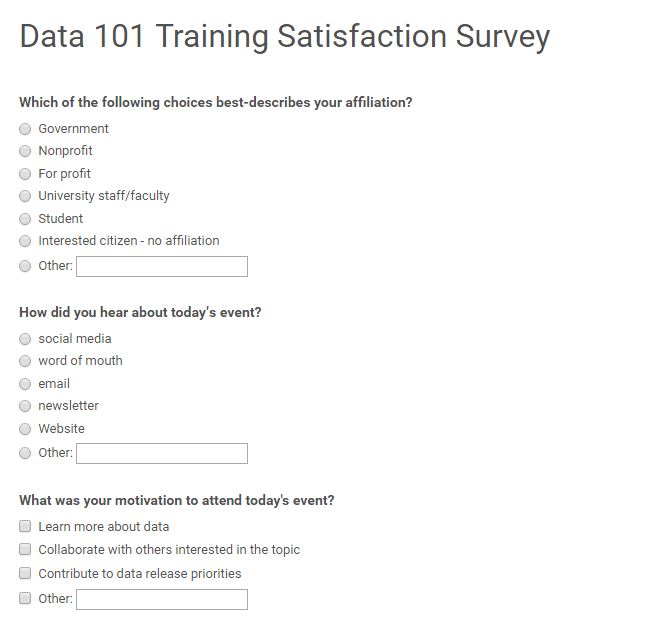 Data 101 Training Satisfaction Survey
Which of the following choices best-describes your affiliation?
Government
Nonprofit
For profit
University staff/faculty
Student
Interested citizen - no affiliation
Other:
How did you hear about today's event?
social media
word of mouth
email
newsletter
Website
Other:
What was your motivation to attend today's event?
Learn more about data
Collaborate with others interested in the topic
Contribute to data release priorities
Other: